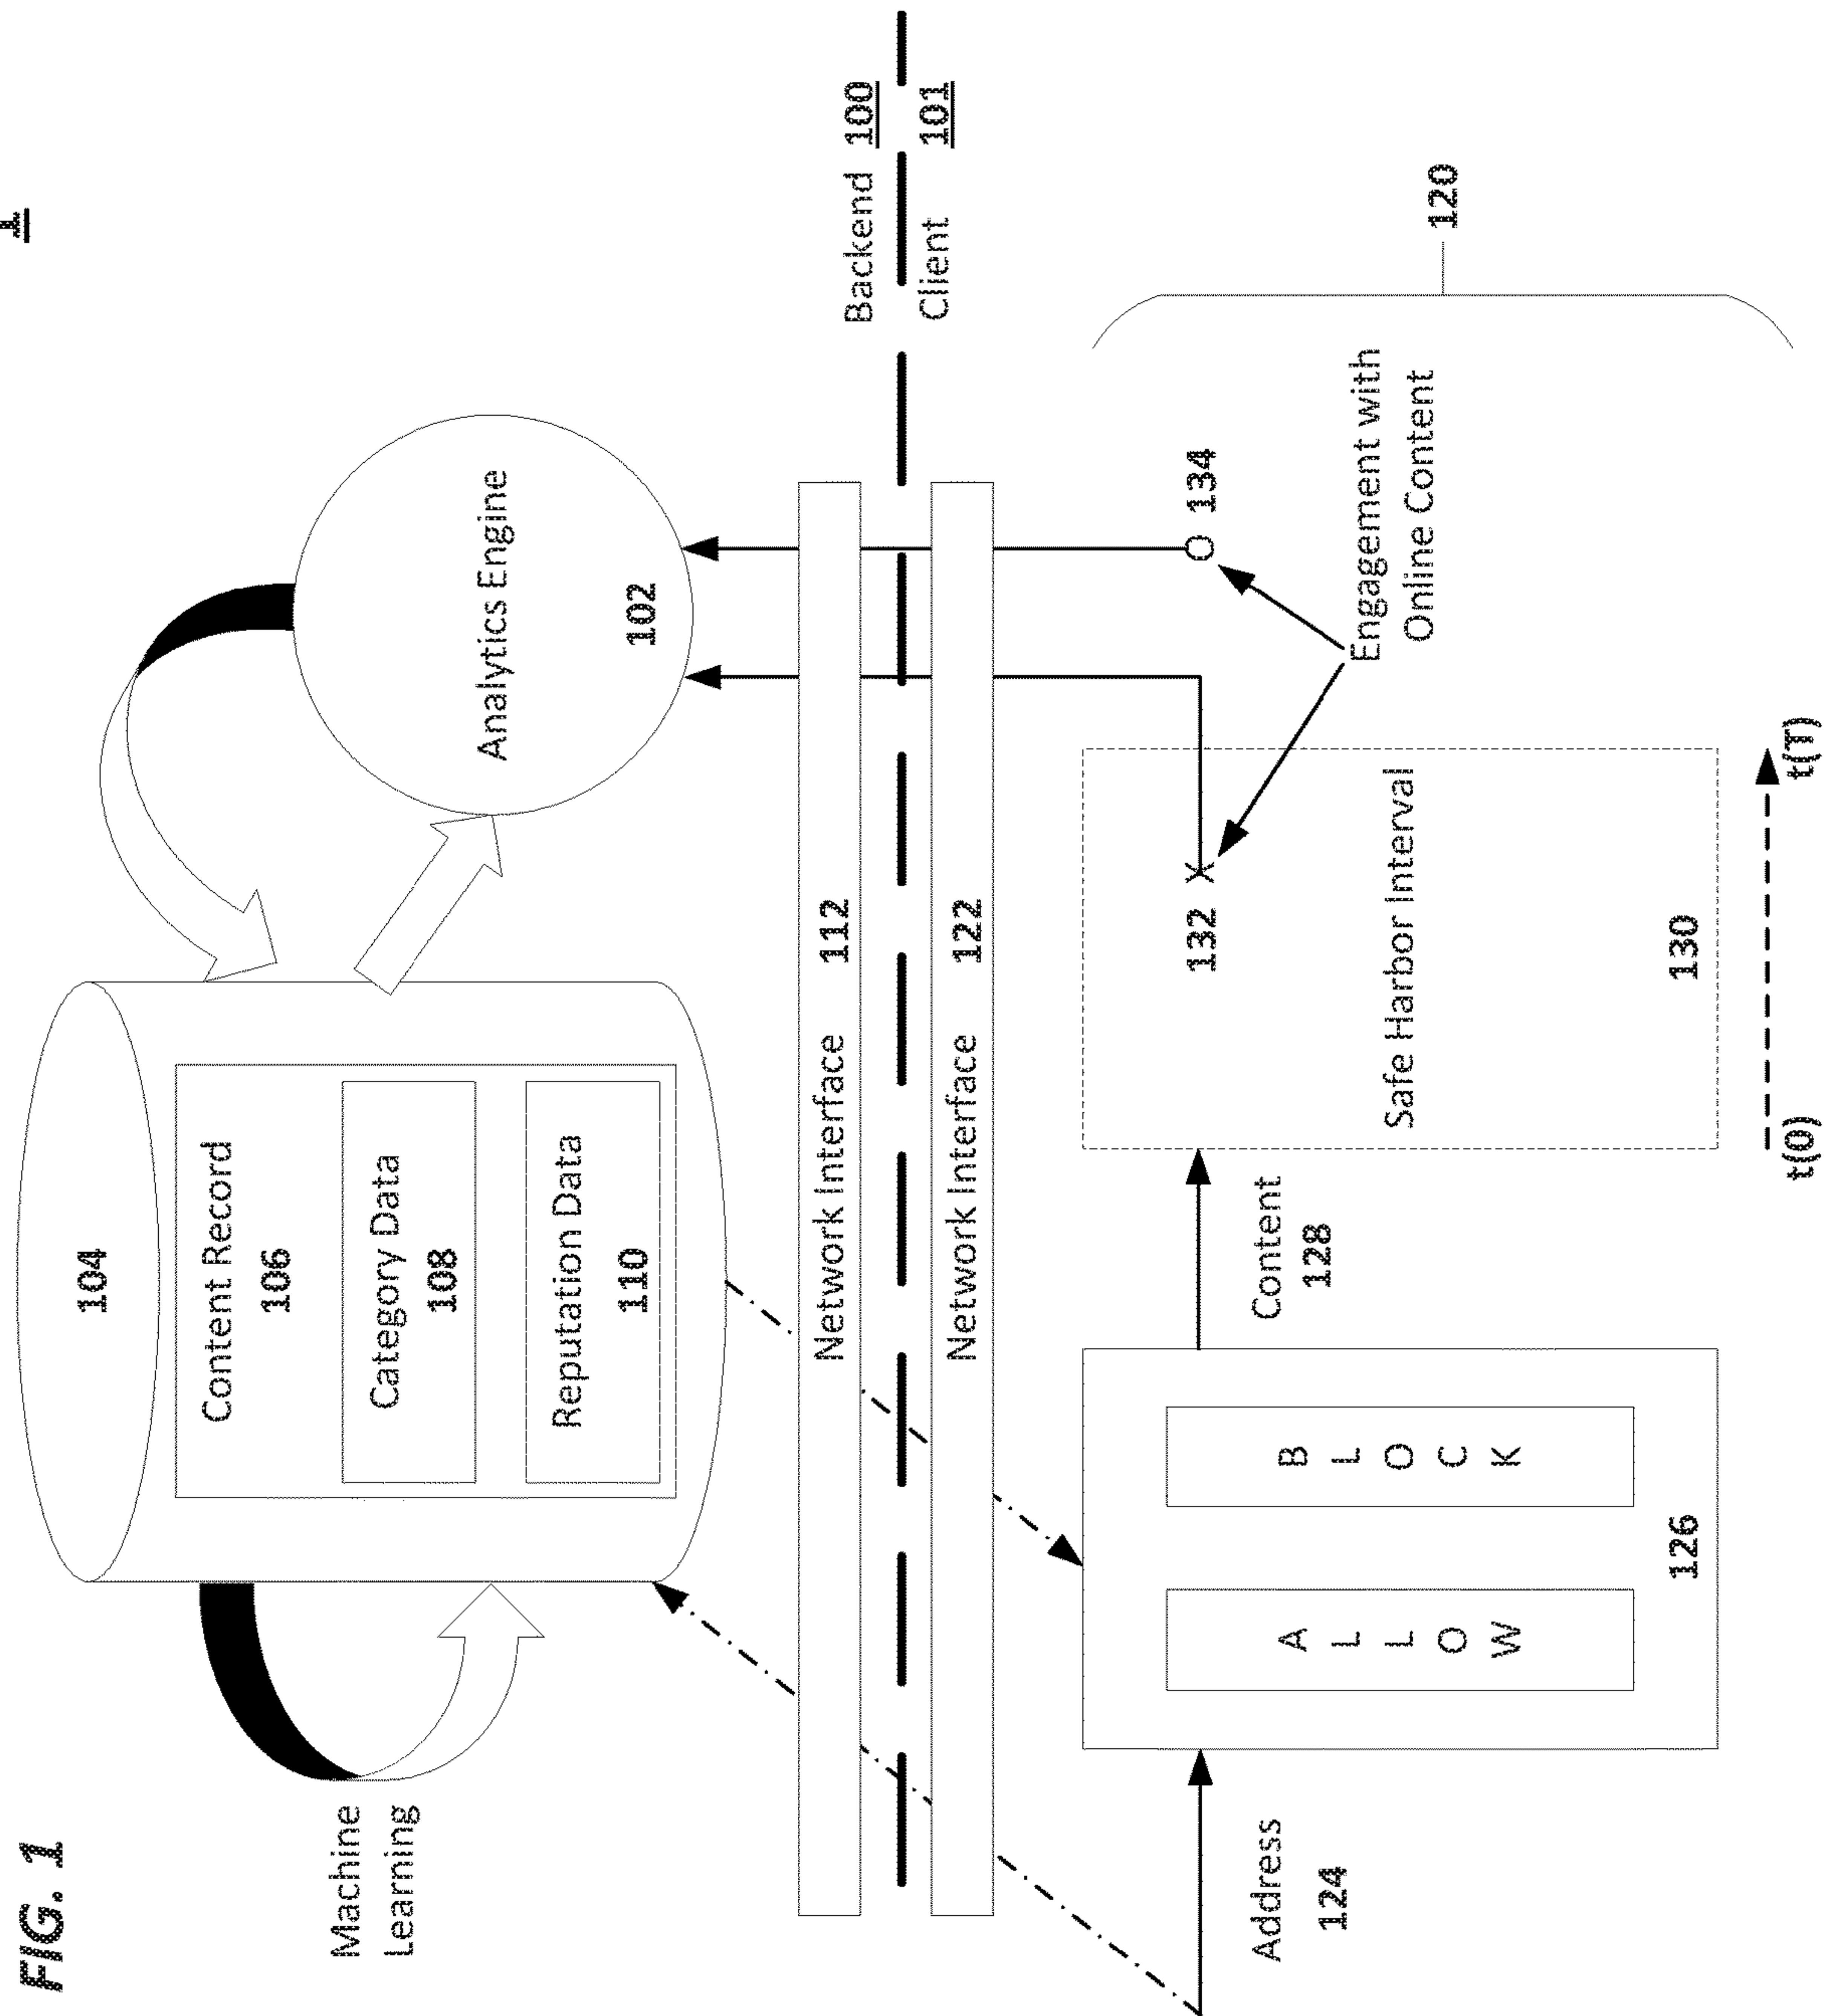 FIG. 1
1
104
Content Record
106
Category Data
108
Reputation Data
110
Machine
Learning
Analytics Engine
102
Network Interface 112
Backend 100
Client 101
Network Interface 122
Address
124
ALLOW
BLOCK
126
Content
128
132 X
Safe Harbor Interval
130
t(0)
t(T)
O 134
Engagement with
Online Content
120